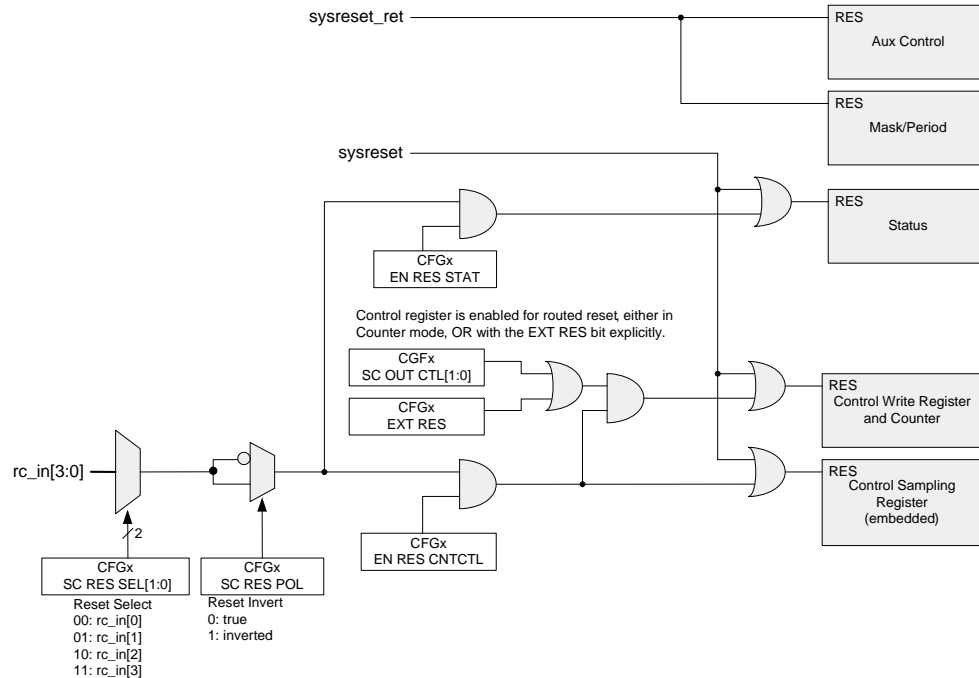 sysreset_ret
RES
Aux Control
RES
Mask/Period
sysreset
RES
Status
CFGx
EN RES STAT
Control register is enabled for routed reset, either in
Counter mode, OR with the EXT RES bit explicitly.
CGFx
SC OUT CTL[1:0]
CFGx
EXT RES
RES
Control Write Register
and Counter
rc_in[3:0]
RES
Control Sampling
Register
(embedded)
2
CFGx
EN RES CNTCTL
CFGx
SC RES SEL[1:0]
CFGx
SC RES POL
Reset Select
00: rc_in[0]
01: rc_in[1]
10: rc_in[2]
11: rc_in[3]
Reset Invert
0: true
1: inverted